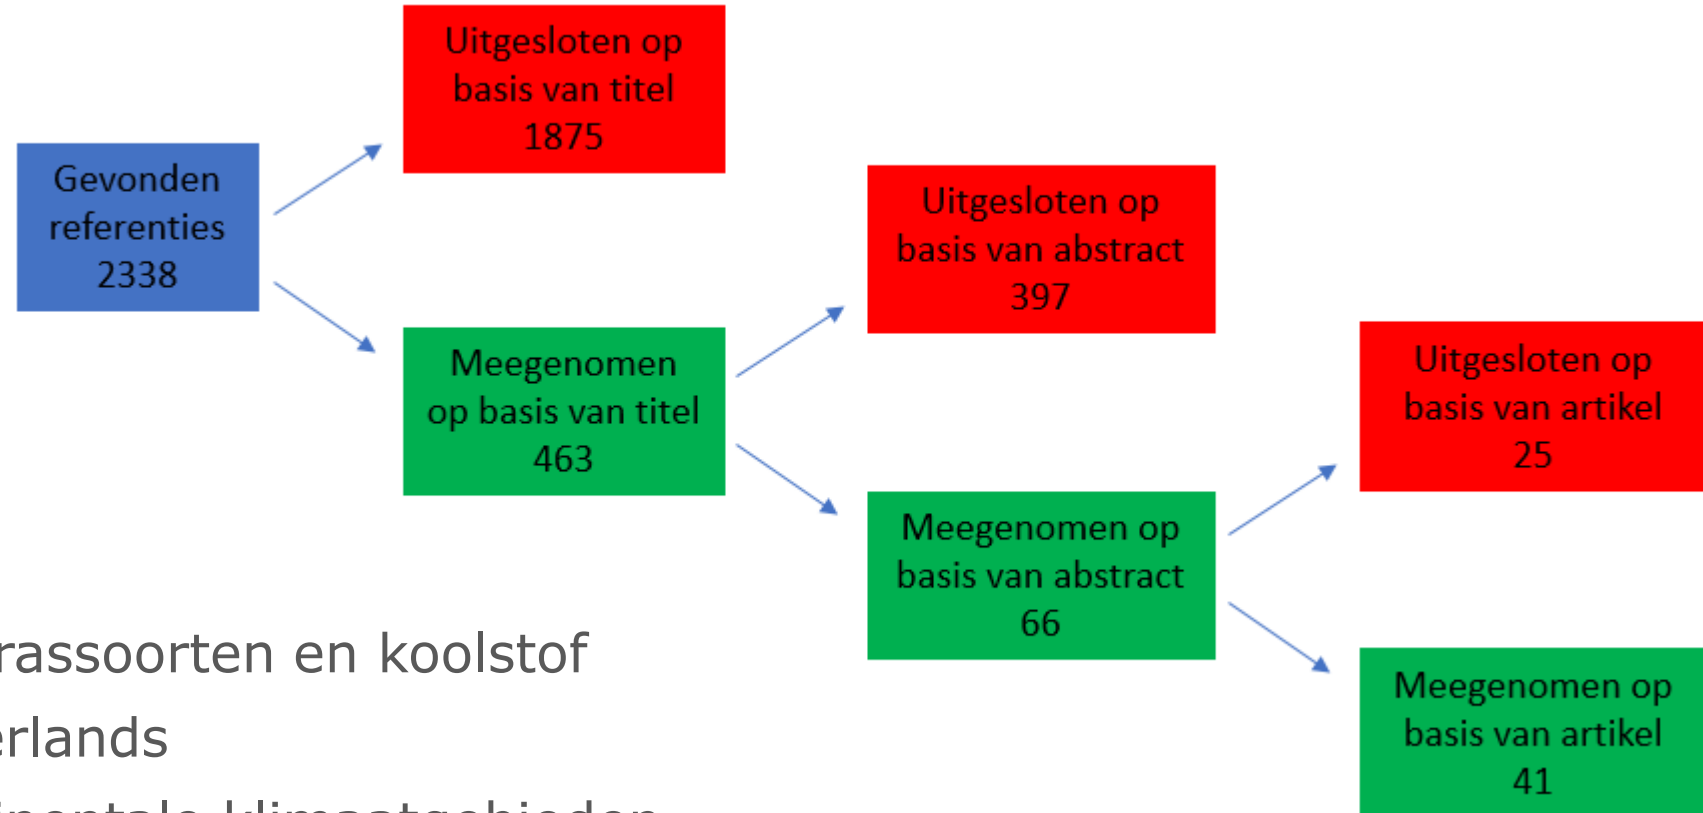 Uitgesloten op
basis van titel
1875
Gevonden
referenties
2338
Uitgesloten op
basis van abstract
397
Meegenomen
op basis van titel
463
Uitgesloten op
basis van artikel
25
Meegenomen op
basis van abstract
66
Meegenomen op
basis van artikel
41
rassoorten en koolstof
erlands
klimaatgebieden